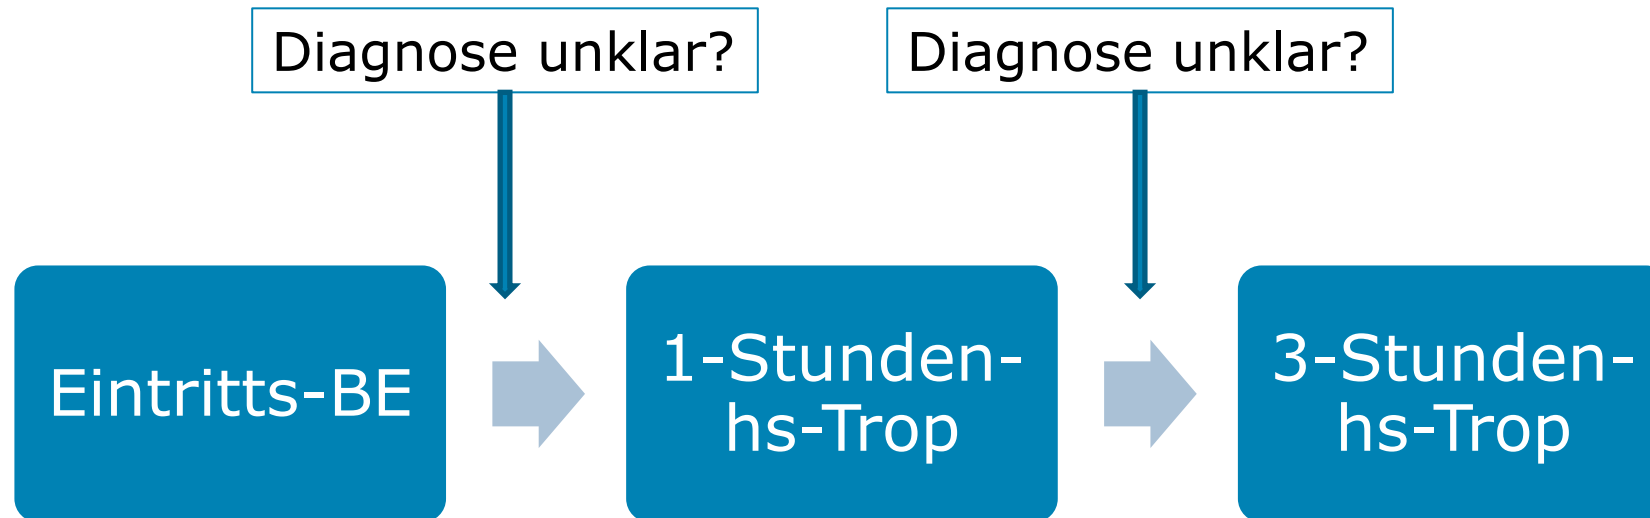 Diagnose unklar?
Diagnose unklar?
Eintritts-BE
1-Stunden-
hs-Trop
3-Stunden-
hs-Trop